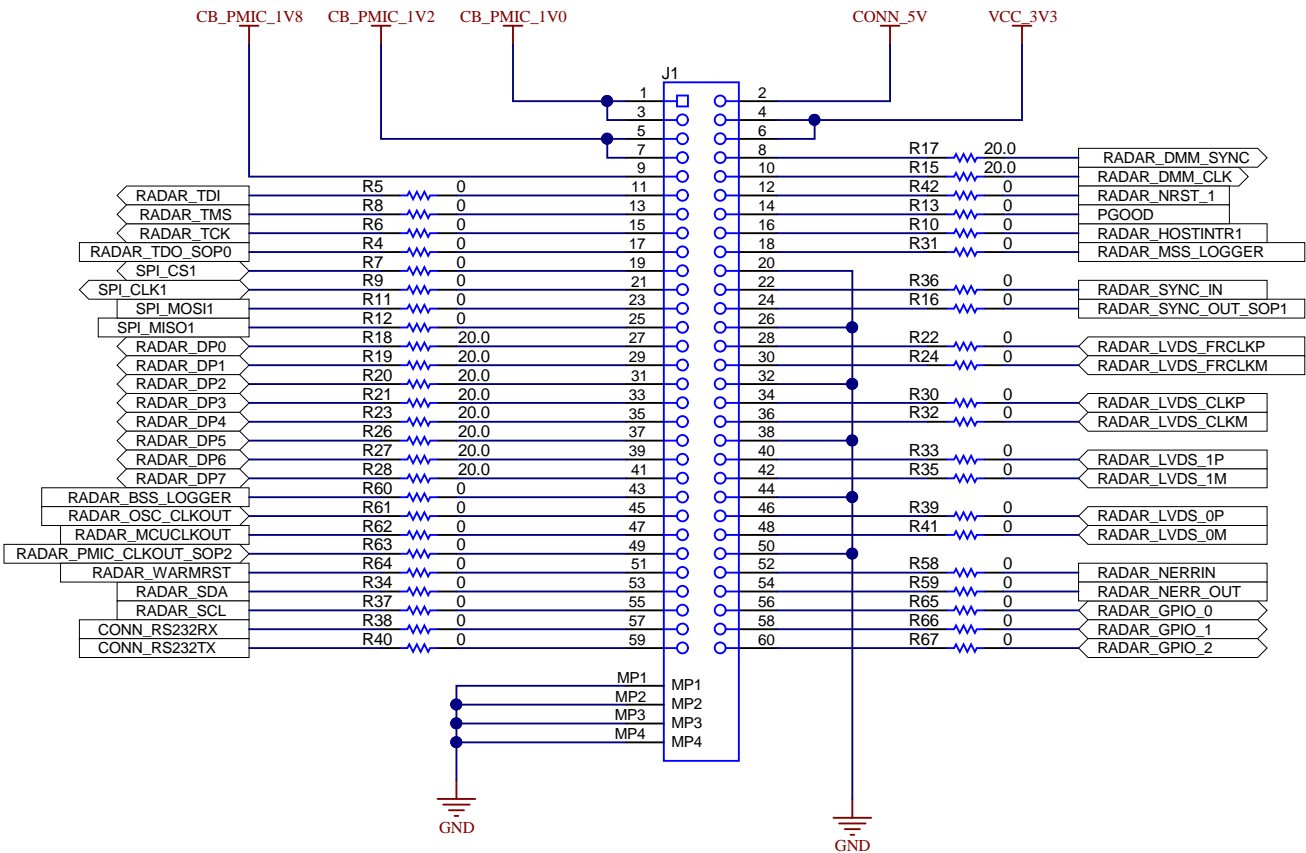 CB_PMIC_1V8 CB_PMIC_1V2 CB_PMIC_1V0 CONN_5V VCC_3V3
J1
1 2
3 4
5 6
7 8 R17 20.0 RADAR_DMM_SYNC
9 10 R15 20.0 RADAR_DMM_CLK
RADAR_TDI R5 0 11 12 R42 0 RADAR_NRST_1
RADAR_TMS R8 0 13 14 R13 0 PGOOD
RADAR_TCK R6 0 15 16 R10 0 RADAR_HOSTINTR1
RADAR_TDO_SOP0 R4 0 17 18 R31 0 RADAR_MSS_LOGGER
SPI_CS1 R7 0 19 20
SPI_CLK1 R9 0 21 22 R36 0 RADAR_SYNC_IN
SPI_MOSI1 R11 0 23 24 R16 0 RADAR_SYNC_OUT_SOP1
SPI_MISO1 R12 0 25 26
RADAR_DP0 R18 20.0 27 28 R22 0 RADAR_LVDS_FRCLKP
RADAR_DP1 R19 20.0 29 30 R24 0 RADAR_LVDS_FRCLKM
RADAR_DP2 R20 20.0 31 32
RADAR_DP3 R21 20.0 33 34 R30 0 RADAR_LVDS_CLKP
RADAR_DP4 R23 20.0 35 36 R32 0 RADAR_LVDS_CLKM
RADAR_DP5 R26 20.0 37 38
RADAR_DP6 R27 20.0 39 40 R33 0 RADAR_LVDS_1P
RADAR_DP7 R28 20.0 41 42 R35 0 RADAR_LVDS_1M
RADAR_BSS_LOGGER R60 0 43 44
RADAR_OSC_CLKOUT R61 0 45 46 R39 0 RADAR_LVDS_0P
RADAR_MCUCLKOUT R62 0 47 48 R41 0 RADAR_LVDS_0M
RADAR_PMIC_CLKOUT_SOP2 R63 0 49 50
RADAR_WARMRST R64 0 51 52 R58 0 RADAR_NERRIN
RADAR_SDA R34 0 53 54 R59 0 RADAR_NERR_OUT
RADAR_SCL R37 0 55 56 R65 0 RADAR_GPIO_0
CONN_RS232RX R38 0 57 58 R66 0 RADAR_GPIO_1
CONN_RS232TX R40 0 59 60 R67 0 RADAR_GPIO_2
MP1 MP1
MP2 MP2
MP3 MP3
MP4 MP4
GND
GND